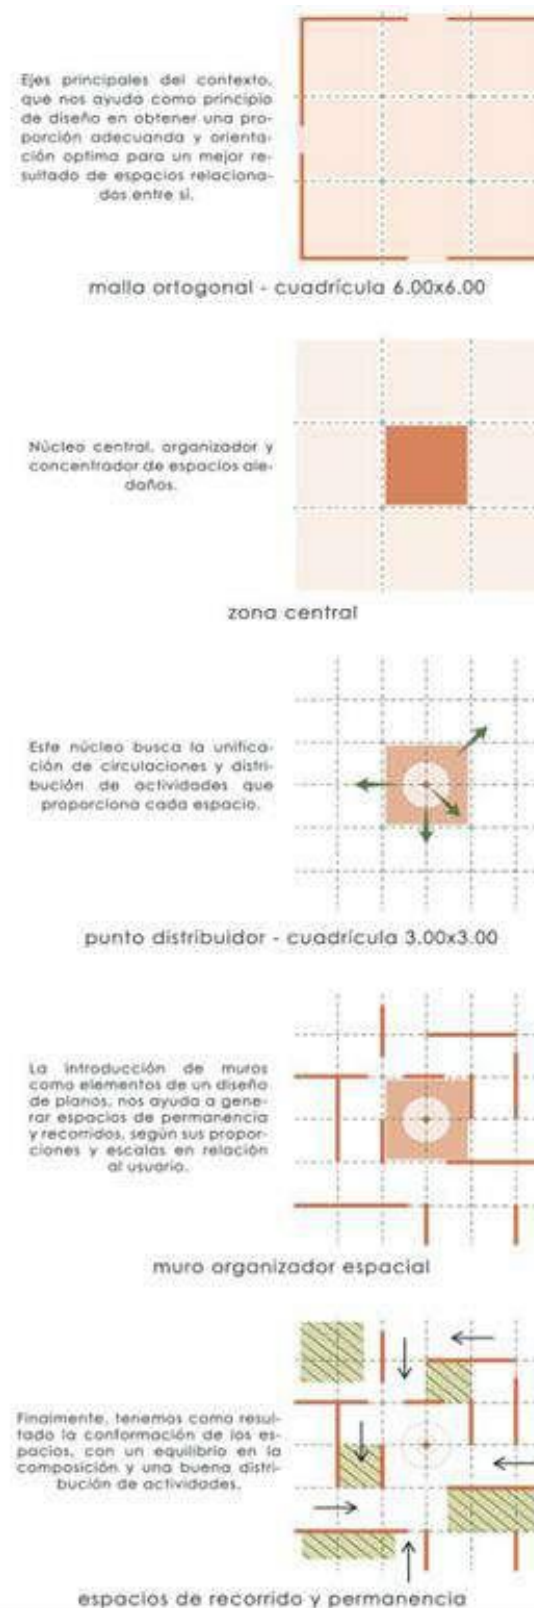 Ejes principales del contexto,
que nos ayuda como principio
de diseño en obtener una pro-
porción adecuanda y orienta-
ción optima para un mejor re-
sultado de espacios relaciona-
dos entre sí.
malla ortogonal - cuadrícula 6.00x6.00
Núcleo central, organizador y
concentrador de espacios ale-
daños.
zona central
Este núcleo busca la unifica-
ción de circulaciones y distri-
bución de actividades que
proporciona cada espacio.
punto distribuidor - cuadrícula 3.00x3.00
La introducción de muros
como elementos de un diseño
de planos, nos ayuda a gene-
rar espacios de permanencia
y recorridos, según sus propor-
ciones y escalas en relación
al usuario.
muro organizador espacial
Finalmente, tenemos como resul-
tado la conformación de los es-
pacios, con un equilibrio en la
composición y una buena distri-
bución de actividades.
espacios de recorrido y permanencia